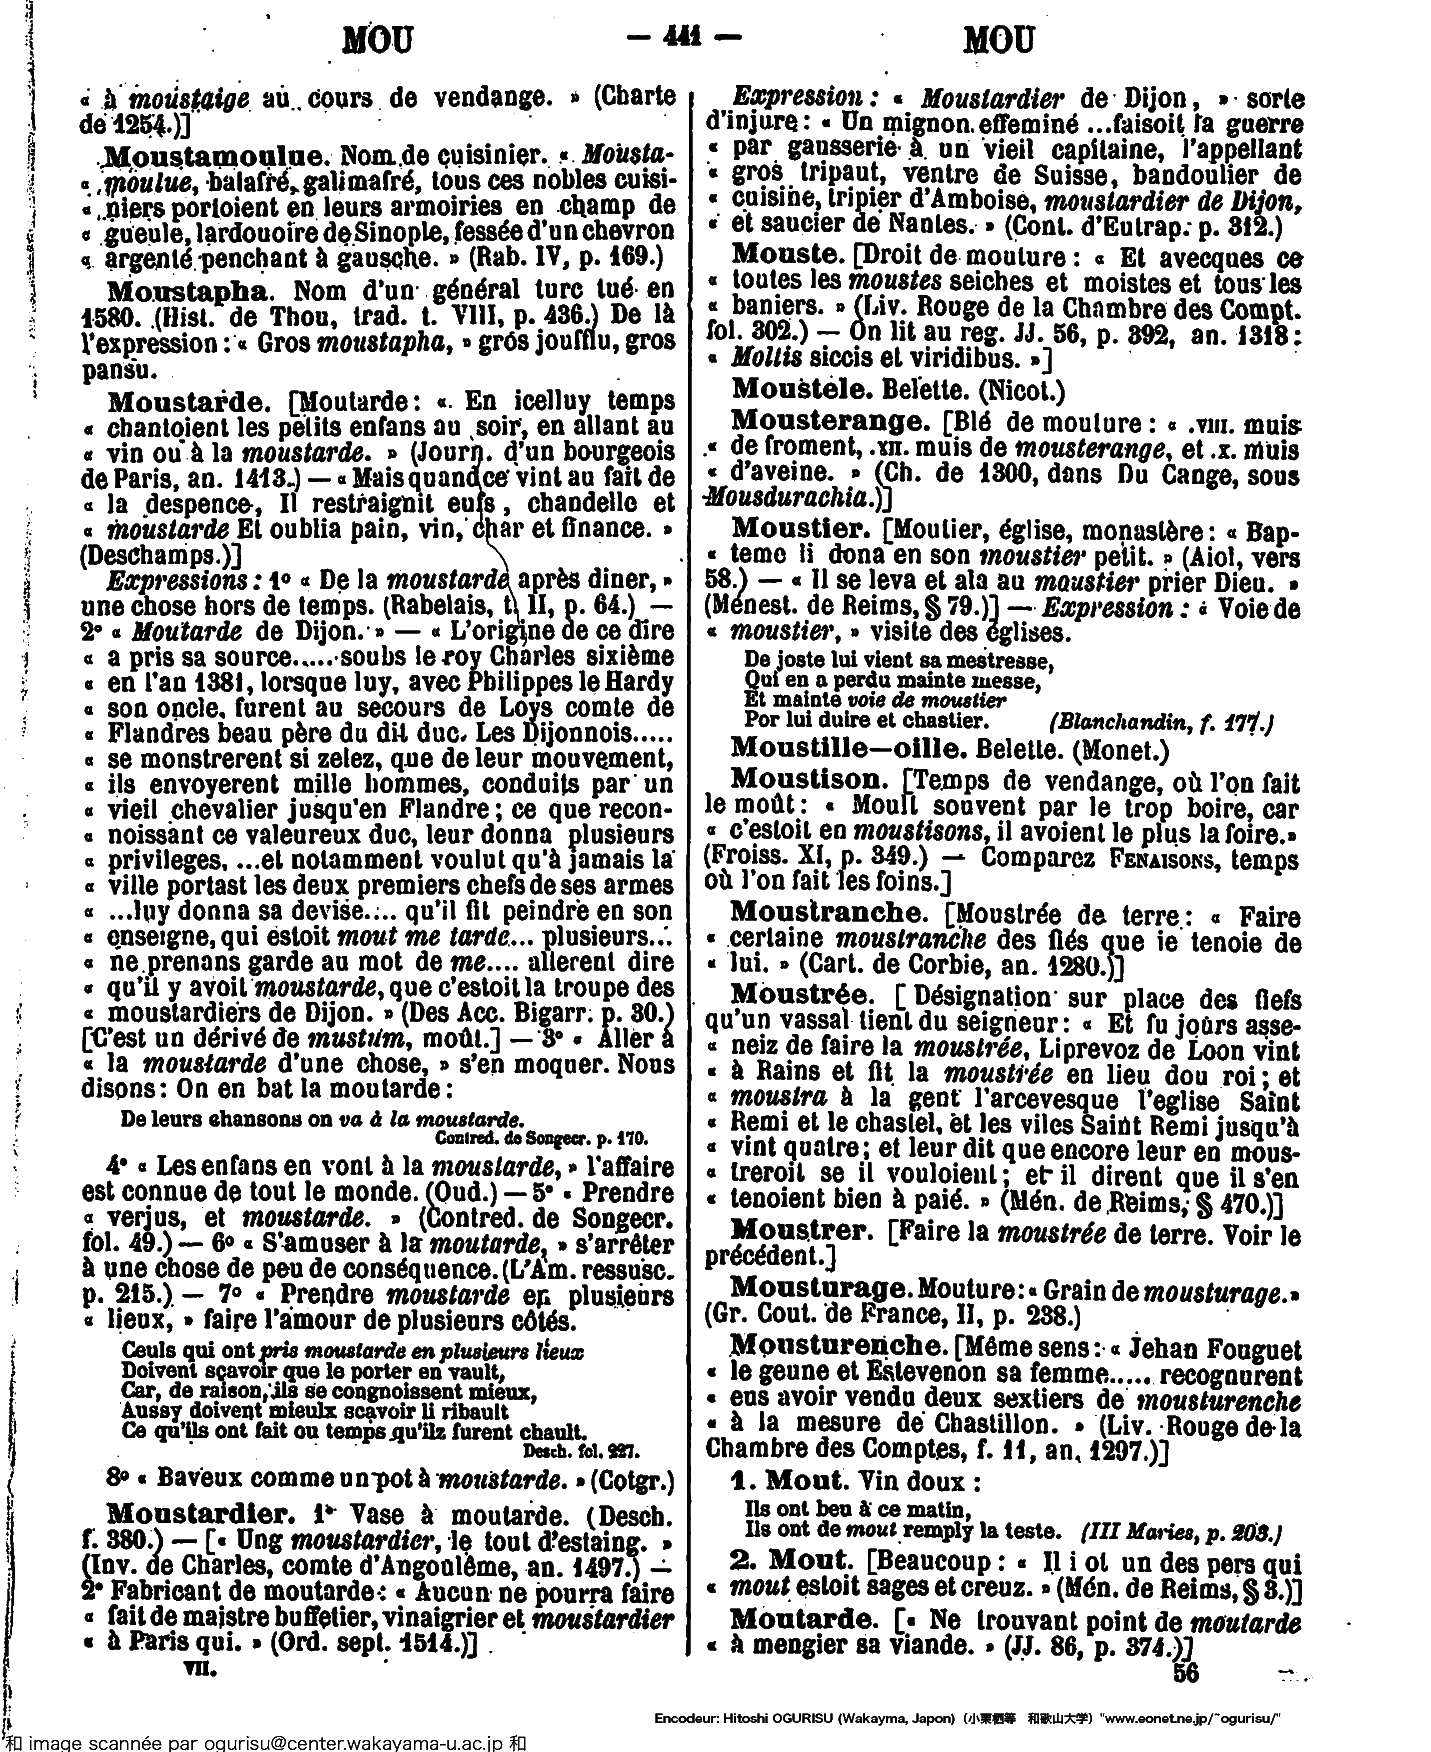 MOU
— 441 —
MOU
« à moustaige au cours de vendange. » (Charte
de 1254.)]
Moustamoulue. Nom de cuisinier. « Mousta-
« moulue, balafré, galimafré, tous ces nobles cuisi-
« niers portoient en leurs armoiries en champ de
« gueule, lardouoire de Sinople, fessée d'un chevron
« argenté penchant à gausche. » (Rab. IV, p. 169.)
Moustapha. Nom d'un général turc tué en
1580. (Hist. de Thou, trad. t. VIII, p. 436.) De là
l'expression : « Gros moustapha, » gros joufflu, gros
pansu.
Moustarde. [Moutarde : « En icelluy temps
« chantoient les petits enfans au soir, en allant au
« vin ou à la moustarde. » (Journ. d'un bourgeois
de Paris, an. 1413.) — « Mais quand ce vint au fait de
« la despence, Il restraignit eufs, chandelle et
« moustarde Et oublia pain, vin, char et finance. »
(Deschamps.)]
Expressions : 1º « De la moustarde après diner, »
une chose hors de temps. (Rabelais, t. II, p. 64.) —
2º « Moutarde de Dijon. » — « L'origine de ce dire
« a pris sa source..... soubs le roy Charles sixième
« en l'an 1381, lorsque luy, avec Philippes le Hardy
« son oncle, furent au secours de Loys comte de
« Flandres beau père du dit duc. Les Dijonnois.....
« se monstrerent si zelez, que de leur mouvement,
« ils envoyerent mille hommes, conduits par un
« vieil chevalier jusqu'en Flandre ; ce que recon-
« noissant ce valeureux duc, leur donna plusieurs
« privileges, ...et notamment voulut qu'à jamais la
« ville portast les deux premiers chefs de ses armes
« ...luy donna sa devise.... qu'il fit peindre en son
« enseigne, qui estoit mout me tarde... plusieurs...
« ne prenans garde au mot de me.... allerent dire
« qu'il y avoit moustarde, que c'estoit la troupe des
« moustardiers de Dijon. » (Des Acc. Bigarr. p. 30.)
[C'est un dérivé de mustum, moût.] — 3º « Aller à
« la moustarde d'une chose, » s'en moquer. Nous
disons : On en bat la moutarde :
De leurs chansons on va à la moustarde.
Contred. de Songecr. p. 170.
4º « Les enfans en vont à la moustarde, » l'affaire
est connue de tout le monde. (Oud.) — 5º « Prendre
« verjus, et moustarde. » (Contred. de Songecr.
fol. 49.) — 6º « S'amuser à la moutarde, » s'arrêter
à une chose de peu de conséquence. (L'Am. ressusc.
p. 215.) — 7º « Prendre moustarde en plusieurs
« lieux, » faire l'amour de plusieurs côtés.
Ceuls qui ont pris moustarde en plusieurs lieux
Doivent sçavoir que le porter en vault,
Car, de raison, ils se congnoissent mieux,
Aussy doivent mieulx scavoir li ribault
Ce qu'ils ont fait ou temps qu'ilz furent chault.
Desch. fol. 227.
8º « Baveux comme un pot à moustarde. » (Cotgr.)
Moustardier. 1º Vase à moutarde. (Desch.
f. 380.) — [« Ung moustardier, le tout d'estaing. »
(Inv. de Charles, comte d'Angoulême, an. 1497.) —
2º Fabricant de moutarde : « Aucun ne pourra faire
« fait de maistre buffetier, vinaigrier et moustardier
« à Paris qui. » (Ord. sept. 1514.)]
VII.
Expression : « Moustardier de Dijon, » sorte
d'injure : « Un mignon effeminé ...faisoit la guerre
« par gausserie à un vieil capitaine, l'appellant
« gros tripaut, ventre de Suisse, bandoulier de
« cuisine, tripier d'Amboise, moustardier de Dijon,
« et saucier de Nantes. » (Cont. d'Eutrap. p. 312.)
Mouste. [Droit de mouture : « Et avecques ce
« toutes les moustes seiches et moistes et tous les
« baniers. » (Liv. Rouge de la Chambre des Compt.
fol. 302.) — On lit au reg. JJ. 56, p. 392, an. 1318 :
« Moltis siccis et viridibus. »]
Moustele. Belette. (Nicot.)
Mousterange. [Blé de mouture : « .VIII. muis
« de froment, .XII. muis de mousterange, et .X. muis
« d'aveine. » (Ch. de 1300, dans Du Cange, sous
Mousdurachia.)]
Moustier. [Moutier, église, monastère : « Bap-
« teme li dona en son moustier petit. » (Aiol, vers
58.) — « Il se leva et ala au moustier prier Dieu. »
(Ménest. de Reims, § 79.)] — Expression : « Voie de
« moustier, » visite des églises.
De joste lui vient sa mestresse,
Qui en a perdu mainte messe,
Et mainte voie de moustier
Por lui duire et chastier. (Blanchandin, f. 177.)
Moustille—oille. Belette. (Monet.)
Moustison. [Temps de vendange, où l'on fait
le moût : « Moult souvent par le trop boire, car
« c'estoit en moustisons, il avoient le plus la foire. »
(Froiss. XI, p. 349.) — Comparez FENAISONS, temps
où l'on fait les foins.]
Moustranche. [Moustrée de terre : « Faire
« certaine moustranche des fiés que ie tenoie de
« lui. » (Cart. de Corbie, an. 1280.)]
Moustrée. [Désignation sur place des fiefs
qu'un vassal tient du seigneur : « Et fu jours asse-
« neiz de faire la moustrée, Li prevoz de Loon vint
« à Rains et fit la moustrée en lieu dou roi ; et
« moustra à la gent l'arcevesque l'eglise Saint
« Remi et le chastel, et les viles Saint Remi jusqu'à
« vint quatre ; et leur dit que encore leur en mous-
« treroit se il vouloient ; et il dirent que il s'en
« tenoient bien à paié. » (Mén. de Reims, § 470.)]
Moustrer. [Faire la moustrée de terre. Voir le
précédent.]
Mousturage. Mouture : « Grain de mousturage. »
(Gr. Cout. de France, II, p. 238.)
Mousturenche. [Même sens : « Jehan Fouguet
« le geune et Estevenon sa femme..... recognurent
« eus avoir vendu deux sextiers de mousturenche
« à la mesure de Chastillon. » (Liv. Rouge de la
Chambre des Comptes, f. 11, an. 1297.)]
1. Mout. Vin doux :
Ils ont beu à ce matin,
Ils ont de mout remply la teste. (III Maries, p. 203.)
2. Mout. [Beaucoup : « Il i ot un des pers qui
« mout estoit sages et creuz. » (Mén. de Reims, § 3.)]
Moutarde. [« Ne trouvant point de moutarde
« à mengier sa viande. » (JJ. 86, p. 374.)]
56
Encodeur: Hitoshi OGURISU (Wakayma, Japon) (小栗栖等 和歌山大学) "www.eonet.ne.jp/~ogurisu/"
和 image scannée par ogurisu@center.wakayama-u.ac.jp 和